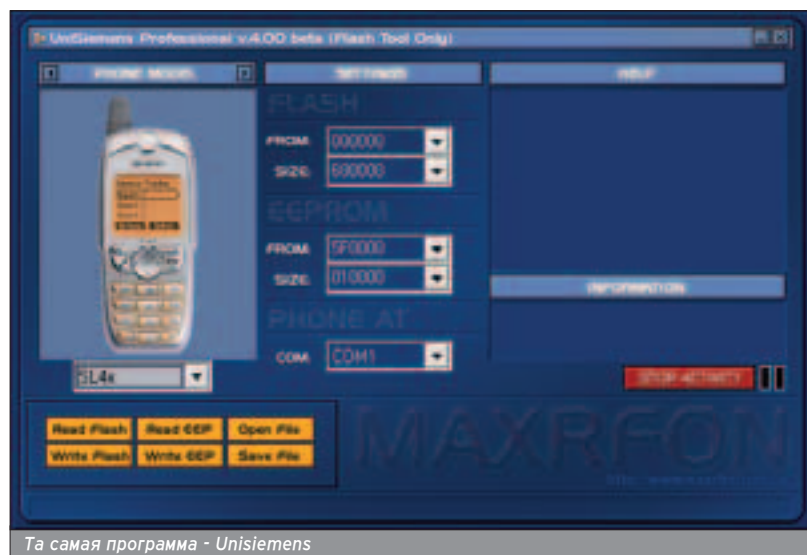 UniSiemens Professional v.4.00 beta (Flash Tool Only)
PHONE MODEL
SETTINGS
HELP
FLASH
FROM: 000000
SIZE: 680000
EEPROM
FROM: 5F0000
SIZE: 010000
INFORMATION
PHONE AT
COM: COM1
SL4x
STOP ACTIVITY
Read Flash Read EEP Open File
Write Flash Write EEP Save File
MAXRFON
Та самая программа - Unisiemens